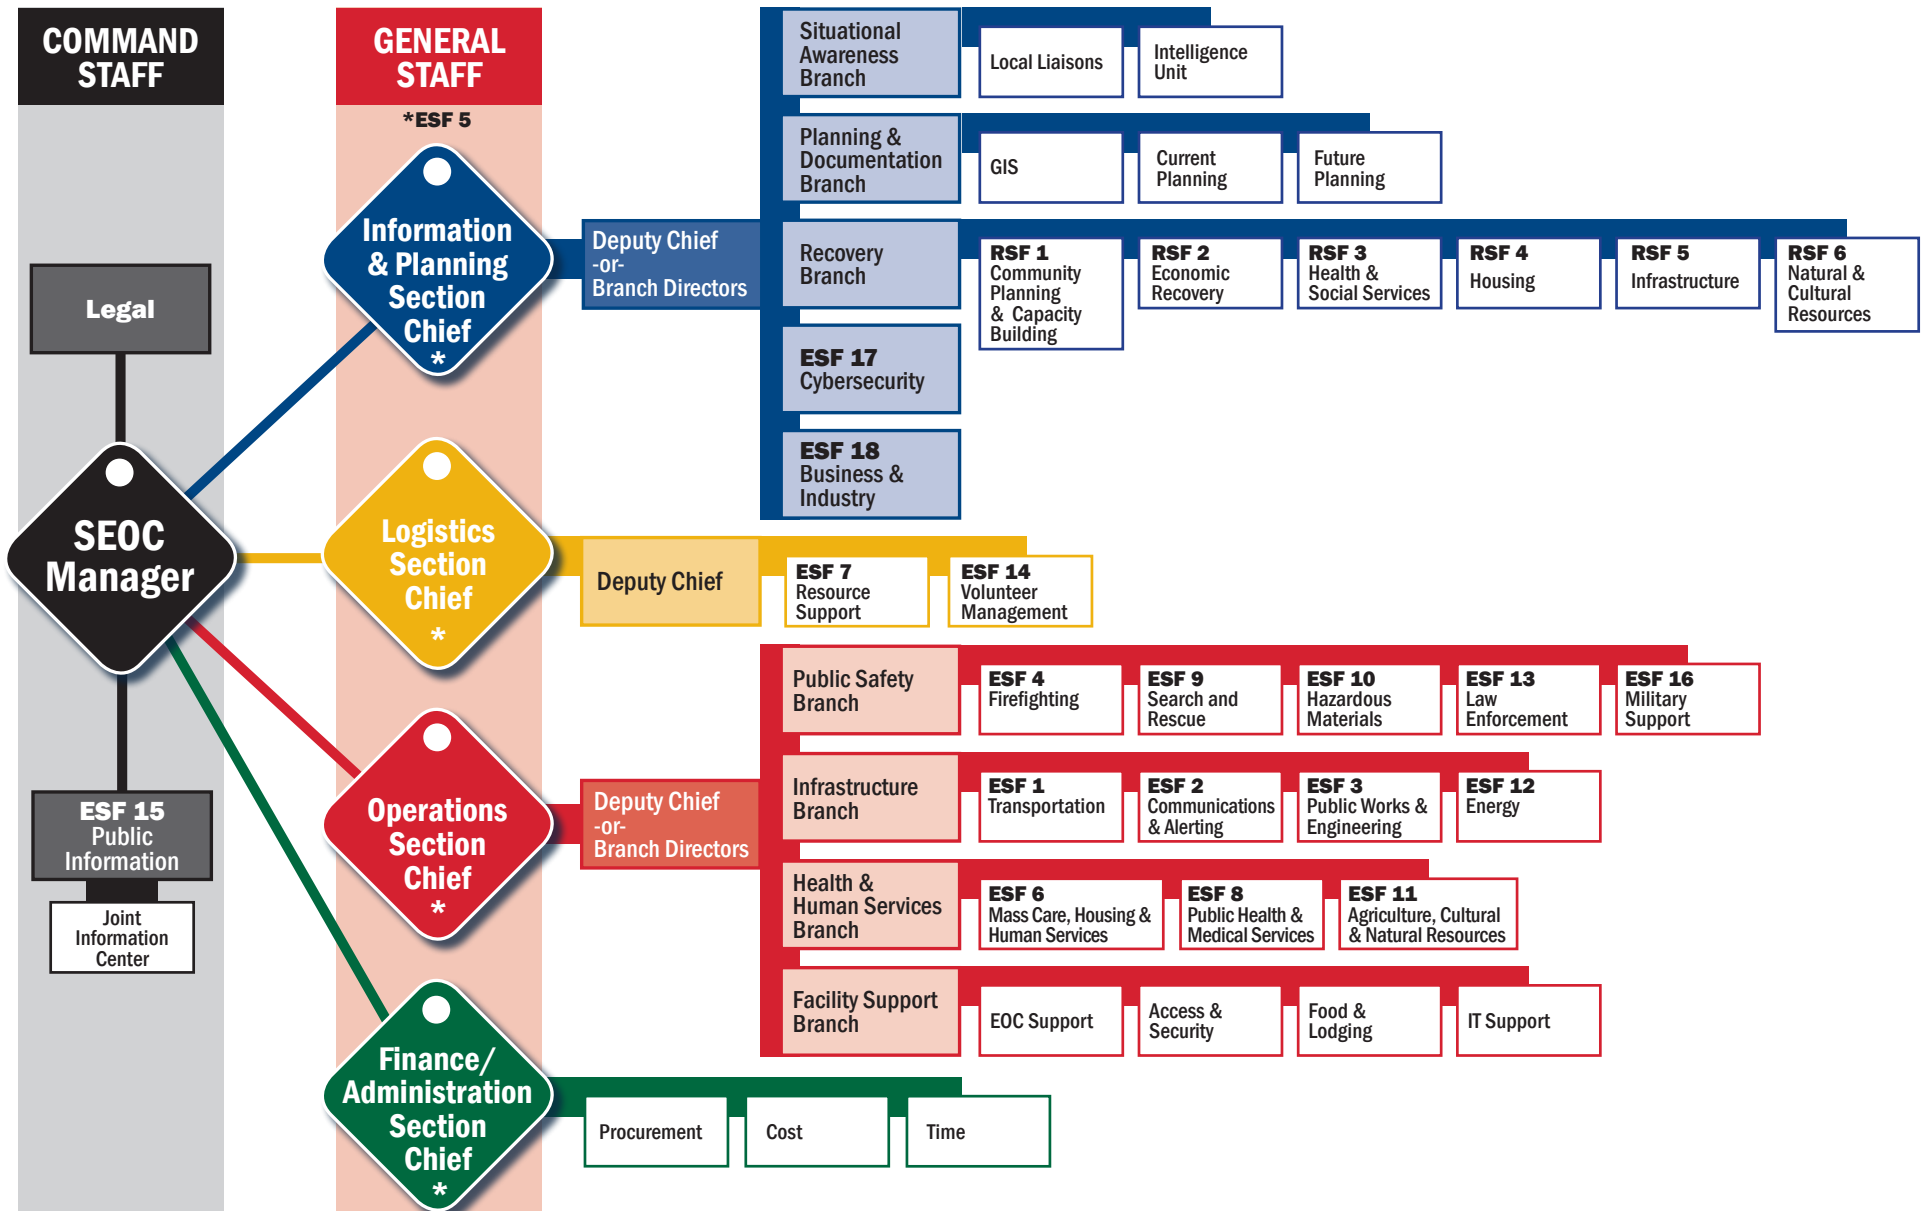 COMMAND
STAFF
Legal
SEOC
Manager
ESF 15
Public
Information
Joint
Information
Center
GENERAL
STAFF
*ESF 5
Information
& Planning
Section
Chief
*
Deputy Chief
-or-
Branch Directors
Situational
Awareness
Branch
Local Liaisons
Intelligence
Unit
Planning &
Documentation
Branch
GIS
Current
Planning
Future
Planning
Recovery
Branch
RSF 1
Community
Planning
& Capacity
Building
RSF 2
Economic
Recovery
RSF 3
Health &
Social Services
RSF 4
Housing
RSF 5
Infrastructure
RSF 6
Natural &
Cultural
Resources
ESF 17
Cybersecurity
ESF 18
Business &
Industry
Logistics
Section
Chief
*
Deputy Chief
ESF 7
Resource
Support
ESF 14
Volunteer
Management
Operations
Section
Chief
*
Deputy Chief
-or-
Branch Directors
Public Safety
Branch
ESF 4
Firefighting
ESF 9
Search and
Rescue
ESF 10
Hazardous
Materials
ESF 13
Law
Enforcement
ESF 16
Military
Support
Infrastructure
Branch
ESF 1
Transportation
ESF 2
Communications
& Alerting
ESF 3
Public Works &
Engineering
ESF 12
Energy
Health &
Human Services
Branch
ESF 6
Mass Care, Housing &
Human Services
ESF 8
Public Health &
Medical Services
ESF 11
Agriculture, Cultural
& Natural Resources
Facility Support
Branch
EOC Support
Access &
Security
Food &
Lodging
IT Support
Finance/
Administration
Section
Chief
*
Procurement
Cost
Time